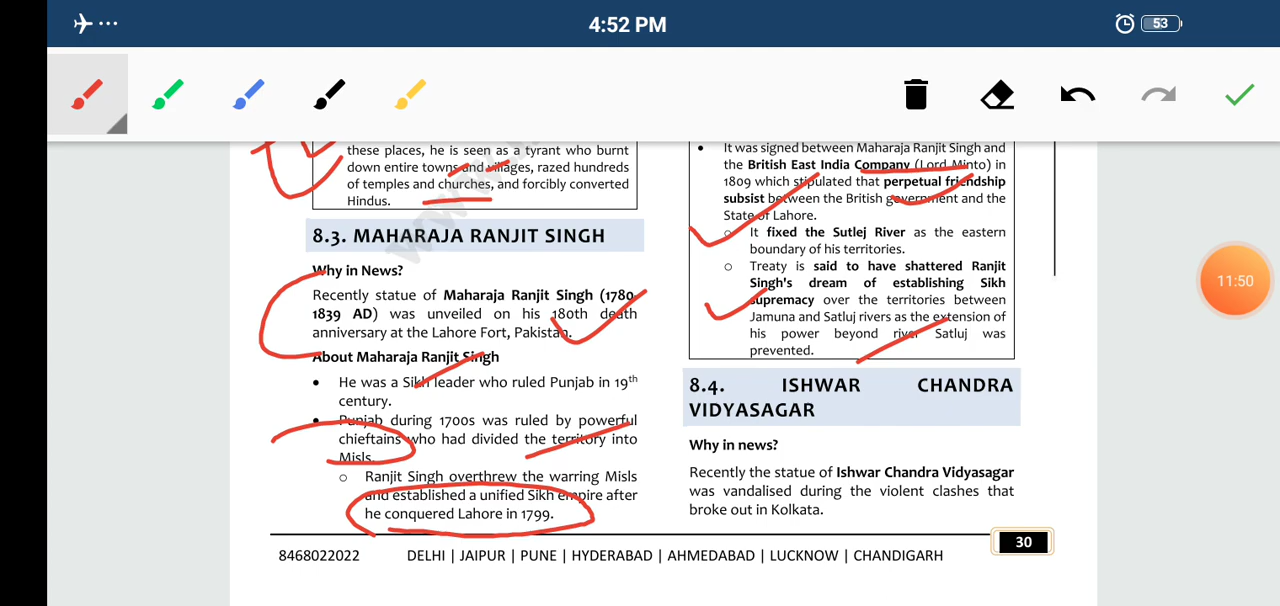 4:52 PM
53
these places, he is seen as a tyrant who burnt
down entire towns and villages, razed hundreds
of temples and churches, and forcibly converted
Hindus.
8.3. MAHARAJA RANJIT SINGH
Why in News?
Recently statue of Maharaja Ranjit Singh (1780-
1839 AD) was unveiled on his 180th death
anniversary at the Lahore Fort, Pakistan.
About Maharaja Ranjit Singh
• He was a Sikh leader who ruled Punjab in 19th
century.
• Punjab during 1700s was ruled by powerful
chieftains who had divided the territory into
Misls.
o Ranjit Singh overthrew the warring Misls
and established a unified Sikh empire after
he conquered Lahore in 1799.
• It was signed between Maharaja Ranjit Singh and
the British East India Company (Lord Minto) in
1809 which stipulated that perpetual friendship
subsist between the British government and the
State of Lahore.
o It fixed the Sutlej River as the eastern
boundary of his territories.
o Treaty is said to have shattered Ranjit
Singh's dream of establishing Sikh
supremacy over the territories between
Jamuna and Satluj rivers as the extension of
his power beyond river Satluj was
prevented.
8.4. ISHWAR CHANDRA
VIDYASAGAR
Why in news?
Recently the statue of Ishwar Chandra Vidyasagar
was vandalised during the violent clashes that
broke out in Kolkata.
11:50
30
8468022022 DELHI | JAIPUR | PUNE | HYDERABAD | AHMEDABAD | LUCKNOW | CHANDIGARH